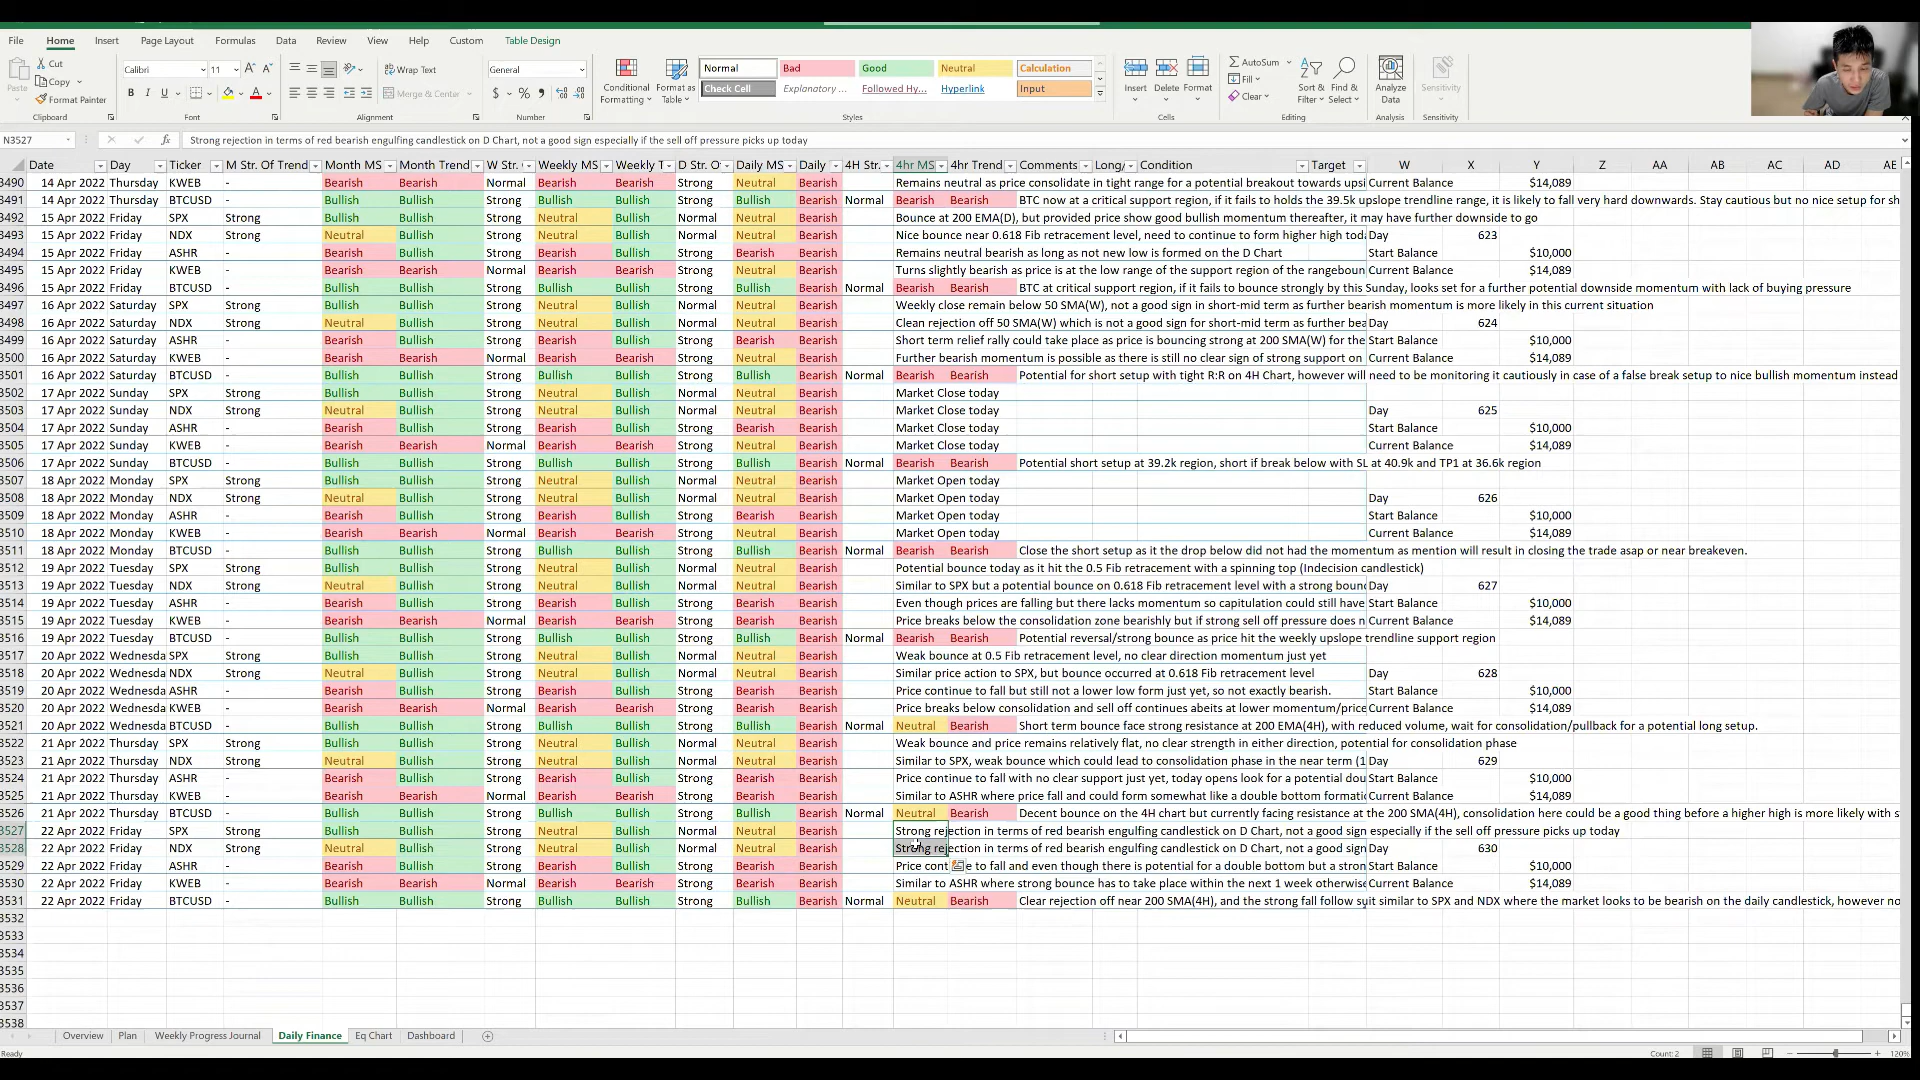 File Home Insert Page Layout Formulas Data Review View Help Custom Table Design
Paste Cut Copy Format Painter Clipboard
Calibri 11 B I U Font
Wrap Text Merge & Center Alignment
General Number
Conditional Formatting Format as Table
Normal Bad Good Neutral Calculation
Check Cell Explanatory ... Followed Hy... Hyperlink Input
Styles
Insert Delete Format Cells
AutoSum Fill Clear Sort & Filter Find & Select Editing
Analyze Data Analysis
Sensitivity Sensitivity
N3527 fx Strong rejection in terms of red bearish engulfing candlestick on D Chart, not a good sign especially if the sell off pressure picks up today
Date Day Ticker M Str. Of Trend Month MS Month Trend W Str. Weekly MS Weekly T D Str. O Daily MS Daily 4H Str. 4hr MS 4hr Trend Comments Long/ Condition Target W X Y Z AA AB AC AD AE
3490 14 Apr 2022 Thursday KWEB - Bearish Bearish Normal Bearish Bearish Strong Neutral Bearish Remains neutral as price consolidate in tight range for a potential breakout towards upsi Current Balance $14,089
3491 14 Apr 2022 Thursday BTCUSD - Bullish Bullish Strong Bullish Bullish Strong Bullish Bearish Normal Bearish Bearish BTC now at a critical support region, if it fails to holds the 39.5k upslope trendline range, it is likely to fall very hard downwards. Stay cautious but no nice setup for sh
3492 15 Apr 2022 Friday SPX Strong Bullish Bullish Strong Neutral Bullish Normal Neutral Bearish Bounce at 200 EMA(D), but provided price show good bullish momentum thereafter, it may have further downside to go
3493 15 Apr 2022 Friday NDX Strong Neutral Bullish Strong Neutral Bullish Normal Neutral Bearish Nice bounce near 0.618 Fib retracement level, need to continue to form higher high tod Day 623
3494 15 Apr 2022 Friday ASHR - Bearish Bullish Strong Bearish Bullish Strong Bearish Bearish Remains neutral bearish as long as not new low is formed on the D Chart Start Balance $10,000
3495 15 Apr 2022 Friday KWEB - Bearish Bearish Normal Bearish Bearish Strong Neutral Bearish Turns slightly bearish as price is at the low range of the support region of the rangeboun Current Balance $14,089
3496 15 Apr 2022 Friday BTCUSD - Bullish Bullish Strong Bullish Bullish Strong Bullish Bearish Normal Bearish Bearish BTC at critical support region, if it fails to bounce strongly by this Sunday, looks set for a further potential downside momentum with lack of buying pressure
3497 16 Apr 2022 Saturday SPX Strong Bullish Bullish Strong Neutral Bullish Normal Neutral Bearish Weekly close remain below 50 SMA(W), not a good sign in short-mid term as further bearish momentum is more likely in this current situation
3498 16 Apr 2022 Saturday NDX Strong Neutral Bullish Strong Neutral Bullish Normal Neutral Bearish Clean rejection off 50 SMA(W) which is not a good sign for short-mid term as further bea Day 624
3499 16 Apr 2022 Saturday ASHR - Bearish Bullish Strong Bearish Bullish Strong Bearish Bearish Short term relief rally could take place as price is bouncing strong at 200 SMA(W) for the Start Balance $10,000
3500 16 Apr 2022 Saturday KWEB - Bearish Bearish Normal Bearish Bearish Strong Neutral Bearish Further bearish momentum is possible as there is still no clear sign of strong support on Current Balance $14,089
3501 16 Apr 2022 Saturday BTCUSD - Bullish Bullish Strong Bullish Bullish Strong Bullish Bearish Normal Bearish Bearish Potential for short setup with tight R:R on 4H Chart, however will need to be monitoring it cautiously in case of a false break setup to nice bullish momentum instead
3502 17 Apr 2022 Sunday SPX Strong Bullish Bullish Strong Neutral Bullish Normal Neutral Bearish Market Close today
3503 17 Apr 2022 Sunday NDX Strong Neutral Bullish Strong Neutral Bullish Normal Neutral Bearish Market Close today Day 625
3504 17 Apr 2022 Sunday ASHR - Bearish Bullish Strong Bearish Bullish Strong Bearish Bearish Market Close today Start Balance $10,000
3505 17 Apr 2022 Sunday KWEB - Bearish Bearish Normal Bearish Bearish Strong Neutral Bearish Market Close today Current Balance $14,089
3506 17 Apr 2022 Sunday BTCUSD - Bullish Bullish Strong Bullish Bullish Strong Bullish Bearish Normal Bearish Bearish Potential short setup at 39.2k region, short if break below with SL at 40.9k and TP1 at 36.6k region
3507 18 Apr 2022 Monday SPX Strong Bullish Bullish Strong Neutral Bullish Normal Neutral Bearish Market Open today
3508 18 Apr 2022 Monday NDX Strong Neutral Bullish Strong Neutral Bullish Normal Neutral Bearish Market Open today Day 626
3509 18 Apr 2022 Monday ASHR - Bearish Bullish Strong Bearish Bullish Strong Bearish Bearish Market Open today Start Balance $10,000
3510 18 Apr 2022 Monday KWEB - Bearish Bearish Normal Bearish Bearish Strong Neutral Bearish Market Open today Current Balance $14,089
3511 18 Apr 2022 Monday BTCUSD - Bullish Bullish Strong Bullish Bullish Strong Bullish Bearish Normal Bearish Bearish Close the short setup as it the drop below did not had the momentum as mention will result in closing the trade asap or near breakeven.
3512 19 Apr 2022 Tuesday SPX Strong Bullish Bullish Strong Neutral Bullish Normal Neutral Bearish Potential bounce today as it hit the 0.5 Fib retracement with a spinning top (Indecision candlestick)
3513 19 Apr 2022 Tuesday NDX Strong Neutral Bullish Strong Neutral Bullish Normal Neutral Bearish Similar to SPX but a potential bounce on 0.618 Fib retracement level with a strong boun Day 627
3514 19 Apr 2022 Tuesday ASHR - Bearish Bullish Strong Bearish Bullish Strong Bearish Bearish Even though prices are falling but there lacks momentum so capitulation could still have Start Balance $10,000
3515 19 Apr 2022 Tuesday KWEB - Bearish Bearish Normal Bearish Bearish Strong Neutral Bearish Price breaks below the consolidation zone bearishly but if strong sell off pressure does n Current Balance $14,089
3516 19 Apr 2022 Tuesday BTCUSD - Bullish Bullish Strong Bullish Bullish Strong Bullish Bearish Normal Bearish Bearish Potential reversal/strong bounce as price hit the weekly upslope trendline support region
3517 20 Apr 2022 Wednesda SPX Strong Bullish Bullish Strong Neutral Bullish Normal Neutral Bearish Weak bounce at 0.5 Fib retracement level, no clear direction momentum just yet
3518 20 Apr 2022 Wednesda NDX Strong Neutral Bullish Strong Neutral Bullish Normal Neutral Bearish Similar price action to SPX, but bounce occurred at 0.618 Fib retracement level Day 628
3519 20 Apr 2022 Wednesda ASHR - Bearish Bullish Strong Bearish Bullish Strong Bearish Bearish Price continue to fall but still not a lower low form just yet, so not exactly bearish. Start Balance $10,000
3520 20 Apr 2022 Wednesda KWEB - Bearish Bearish Normal Bearish Bearish Strong Neutral Bearish Price breaks below consolidation and sell off continues abeits at lower momentum/price Current Balance $14,089
3521 20 Apr 2022 Wednesda BTCUSD - Bullish Bullish Strong Bullish Bullish Strong Bullish Bearish Normal Neutral Bearish Short term bounce face strong resistance at 200 EMA(4H), with reduced volume, wait for consolidation/pullback for a potential long setup.
3522 21 Apr 2022 Thursday SPX Strong Bullish Bullish Strong Neutral Bullish Normal Neutral Bearish Weak bounce and price remains relatively flat, no clear strength in either direction, potential for consolidation phase
3523 21 Apr 2022 Thursday NDX Strong Neutral Bullish Strong Neutral Bullish Normal Neutral Bearish Similar to SPX, weak bounce which could lead to consolidation phase in the near term (1 Day 629
3524 21 Apr 2022 Thursday ASHR - Bearish Bullish Strong Bearish Bullish Strong Bearish Bearish Price continue to fall with no clear support just yet, today opens look for a potential dou Start Balance $10,000
3525 21 Apr 2022 Thursday KWEB - Bearish Bearish Normal Bearish Bearish Strong Bearish Bearish Similar to ASHR where price fall and could form somewhat like a double bottom formati Current Balance $14,089
3526 21 Apr 2022 Thursday BTCUSD - Bullish Bullish Strong Bullish Bullish Strong Bullish Bearish Normal Neutral Bearish Decent bounce on the 4H chart but currently facing resistance at the 200 SMA(4H), consolidation here could be a good thing before a higher high is more likely with s
3527 22 Apr 2022 Friday SPX Strong Bullish Bullish Strong Neutral Bullish Normal Neutral Bearish Strong rejection in terms of red bearish engulfing candlestick on D Chart, not a good sign especially if the sell off pressure picks up today
3528 22 Apr 2022 Friday NDX Strong Neutral Bullish Strong Neutral Bullish Normal Neutral Bearish Strong rejection in terms of red bearish engulfing candlestick on D Chart, not a good sign Day 630
3529 22 Apr 2022 Friday ASHR - Bearish Bullish Strong Bearish Bullish Strong Bearish Bearish Price cont e to fall and even though there is potential for a double bottom but a stron Start Balance $10,000
3530 22 Apr 2022 Friday KWEB - Bearish Bearish Normal Bearish Bearish Strong Bearish Bearish Similar to ASHR where strong bounce has to take place within the next 1 week otherwise Current Balance $14,089
3531 22 Apr 2022 Friday BTCUSD - Bullish Bullish Strong Bullish Bullish Strong Bullish Bearish Normal Neutral Bearish Clear rejection off near 200 SMA(4H), and the strong fall follow suit similar to SPX and NDX where the market looks to be bearish on the daily candlestick, however no
3532
3533
3534
3535
3536
3537
3538
Overview Plan Weekly Progress Journal Daily Finance Eq Chart Dashboard
Ready Count: 2 120%